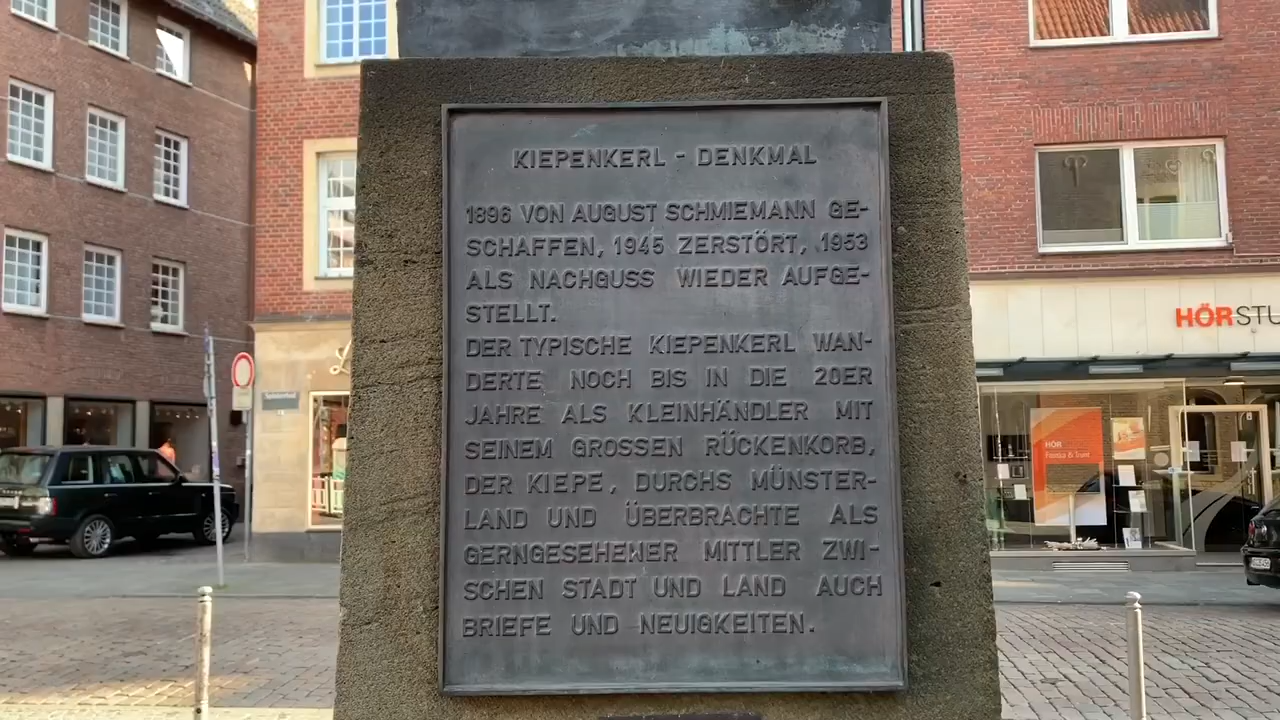 KIEPENKERL - DENKMAL
1896 VON AUGUST SCHMIEMANN GE-
SCHAFFEN, 1945 ZERSTÖRT, 1953
ALS NACHGUSS WIEDER AUFGE-
STELLT.
DER TYPISCHE KIEPENKERL WAN-
DERTE NOCH BIS IN DIE 20ER
JAHRE ALS KLEINHÄNDLER MIT
SEINEM GROSSEN RÜCKENKORB,
DER KIEPE, DURCHS MÜNSTER-
LAND UND ÜBERBRACHTE ALS
GERNGESEHENER MITTLER ZWI-
SCHEN STADT UND LAND AUCH
BRIEFE UND NEUIGKEITEN.
HÖRSTU
HÖR